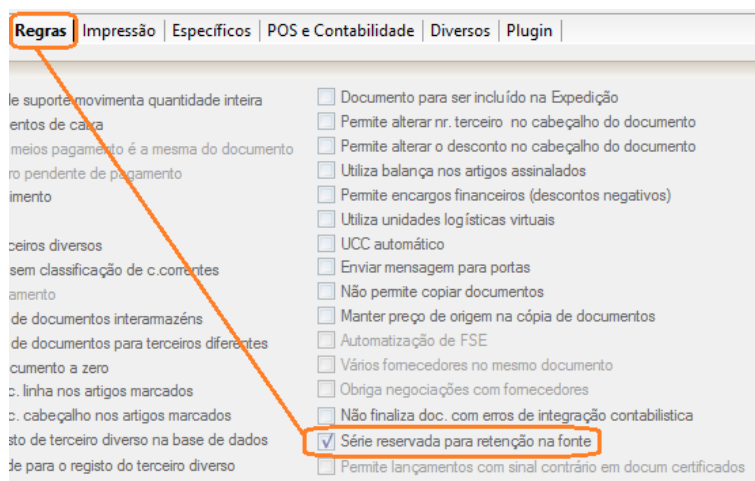 Regras | Impressão | Específicos | POS e Contabilidade | Diversos | Plugin |
le suporte movimenta quantidade inteira
entos de caixa
meios pagamento é a mesma do documento
ro pendente de pagamento
imento
ceiros diversos
sem classificação de c.correntes
amento
de documentos interarmazéns
de documentos para terceiros diferentes
cumento a zero
c. linha nos artigos marcados
c. cabeçalho nos artigos marcados
sto de terceiro diverso na base de dados
de para o registo do terceiro diverso
Documento para ser incluído na Expedição
Permite alterar nr. terceiro no cabeçalho do documento
Permite alterar o desconto no cabeçalho do documento
Utiliza balança nos artigos assinalados
Permite encargos financeiros (descontos negativos)
Utiliza unidades logísticas virtuais
UCC automático
Enviar mensagem para portas
Não permite copiar documentos
Manter preço de origem na cópia de documentos
Automatização de FSE
Vários fornecedores no mesmo documento
Obriga negociações com fornecedores
Não finaliza doc. com erros de integração contabilistica
Série reservada para retenção na fonte
Permite lançamentos com sinal contrário em docum certificados